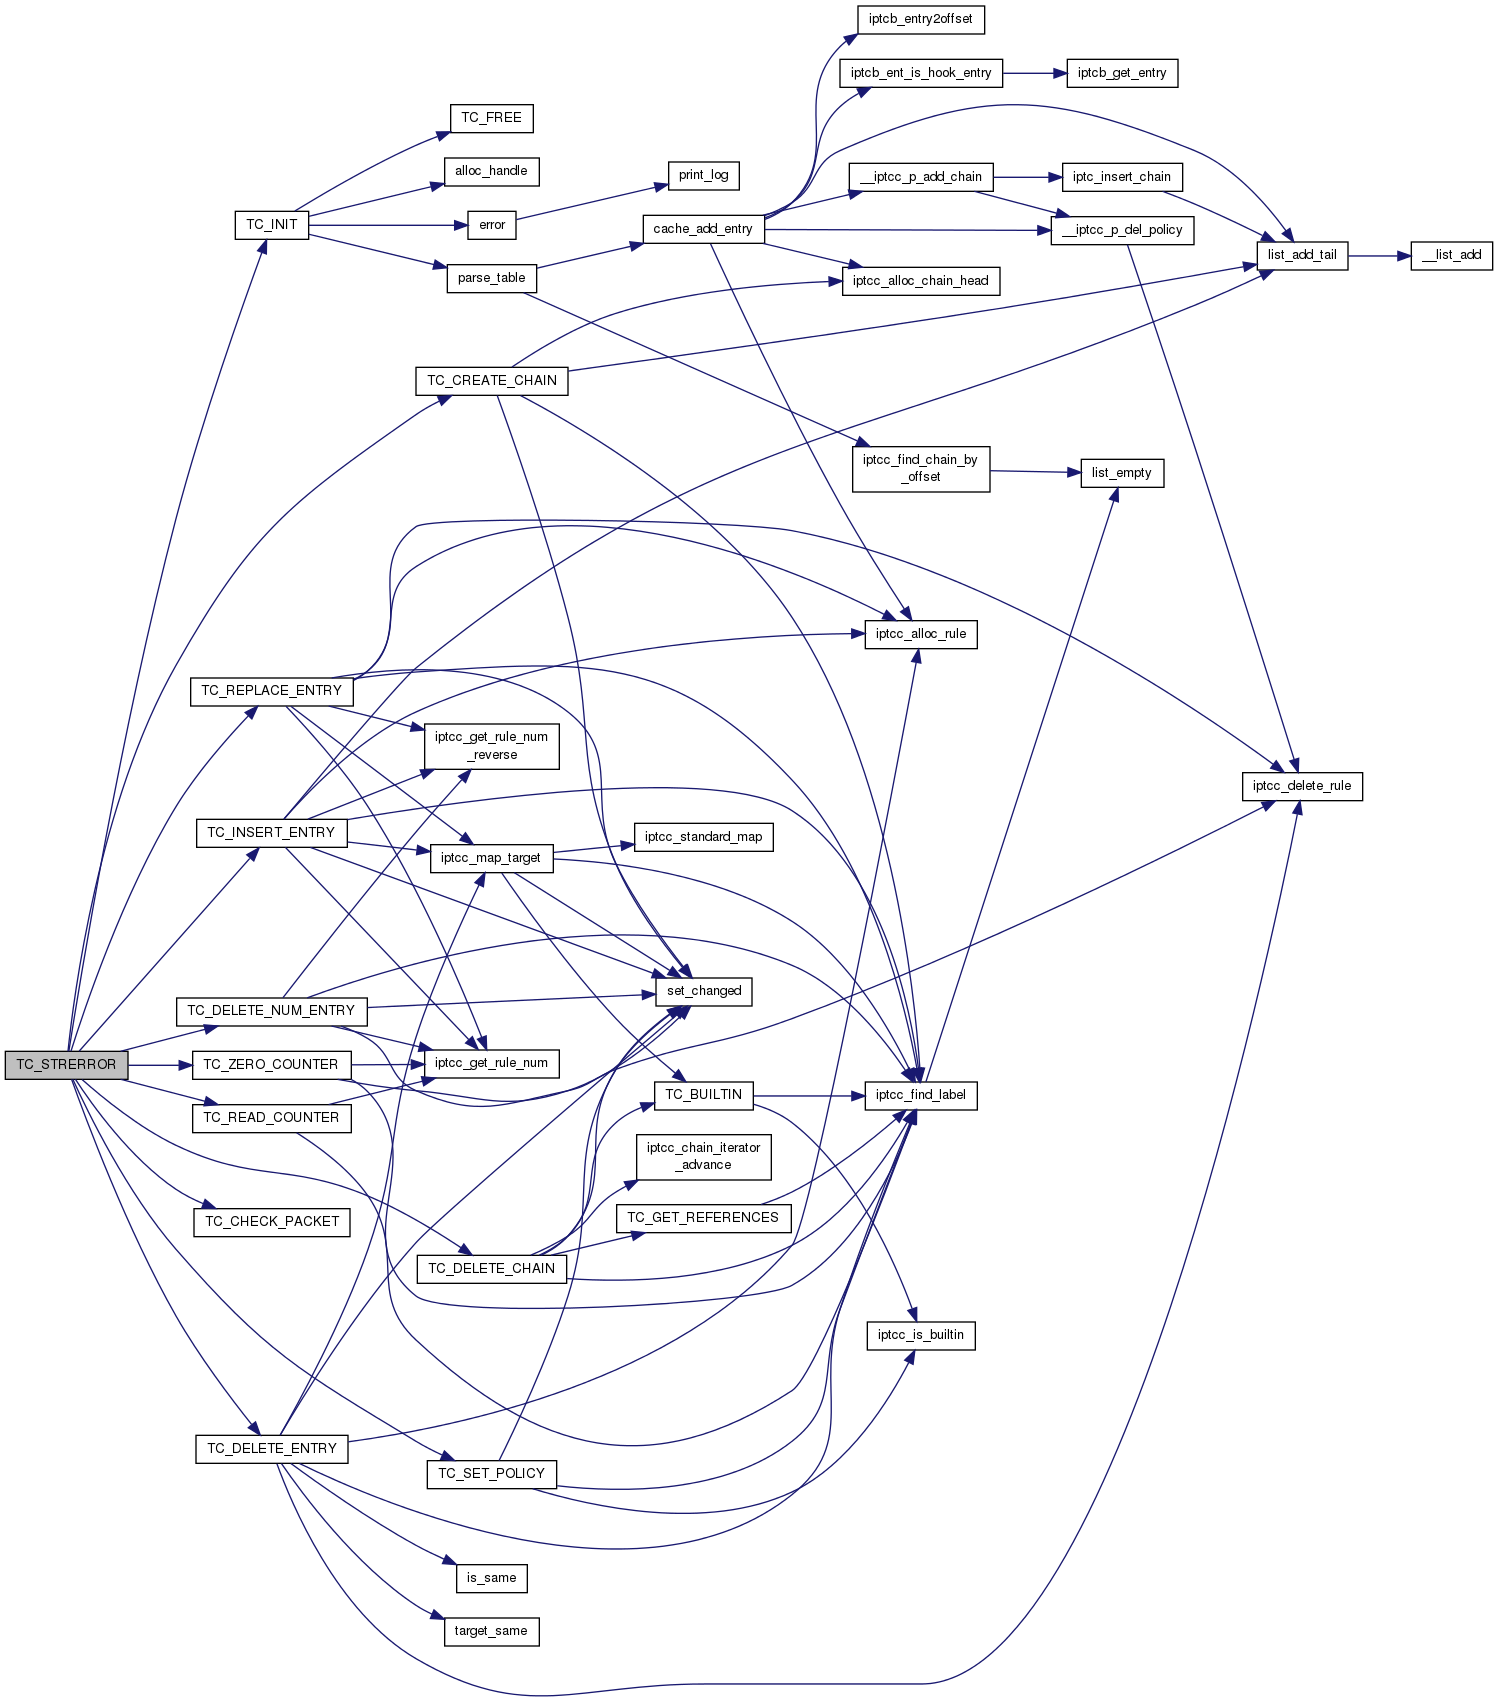 iptcb_entry2offset
iptcb_ent_is_hook_entry
iptcb_get_entry
TC_FREE
alloc_handle
print_log
__iptcc_p_add_chain
iptc_insert_chain
TC_INIT
error
cache_add_entry
__iptcc_p_del_policy
list_add_tail
__list_add
parse_table
iptcc_alloc_chain_head
TC_CREATE_CHAIN
iptcc_find_chain_by
_offset
list_empty
iptcc_alloc_rule
TC_REPLACE_ENTRY
iptcc_get_rule_num
_reverse
iptcc_delete_rule
TC_INSERT_ENTRY
iptcc_standard_map
iptcc_map_target
set_changed
TC_DELETE_NUM_ENTRY
TC_STRERROR
TC_ZERO_COUNTER
iptcc_get_rule_num
TC_BUILTIN
iptcc_find_label
TC_READ_COUNTER
iptcc_chain_iterator
_advance
TC_CHECK_PACKET
TC_GET_REFERENCES
TC_DELETE_CHAIN
iptcc_is_builtin
TC_DELETE_ENTRY
TC_SET_POLICY
is_same
target_same